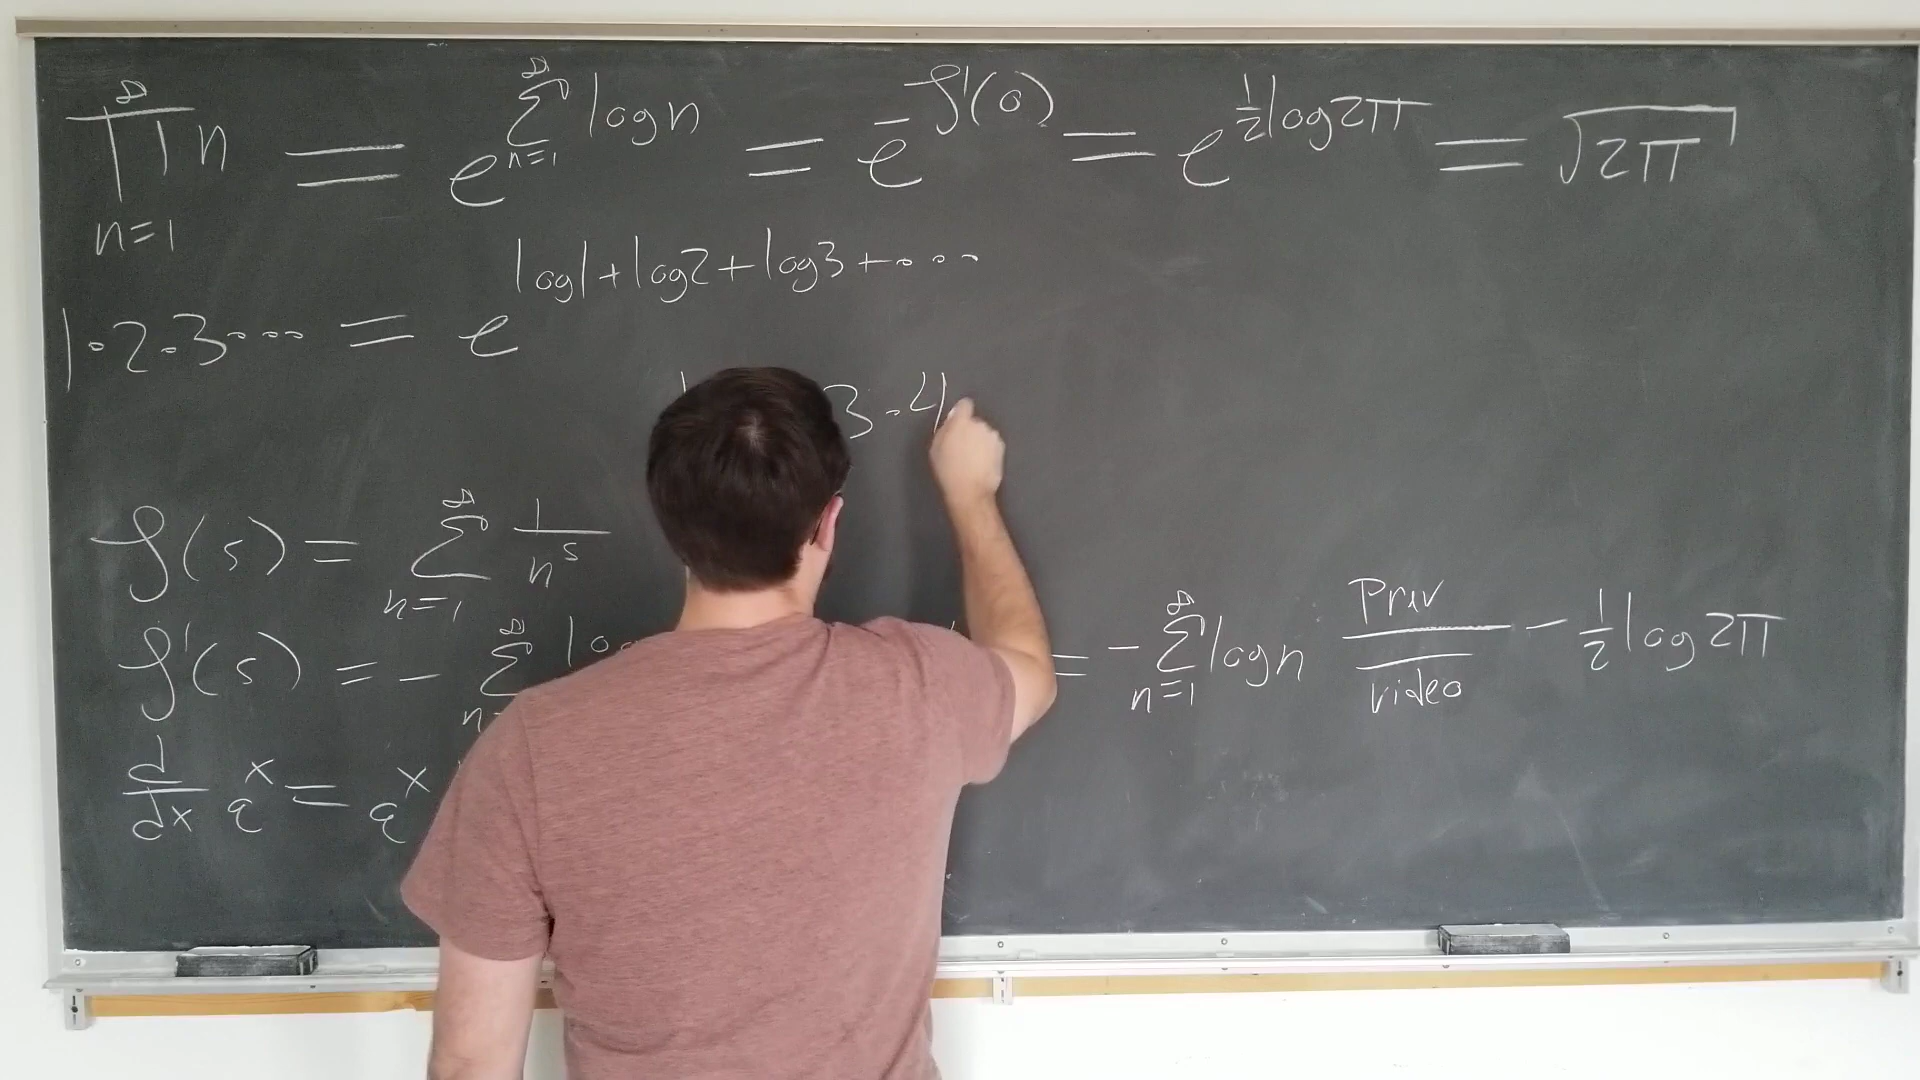 ∞
∏ n = e^{∞ Σ n=1 log n} = e^{-ζ'(0)} = e^{½ log 2π} = √2π
n=1
1·2·3··· = e^{log1+log2+log3+···}
3·4
ζ(s) = ∞ Σ n=1 1/n^s
ζ'(s) = - ∞ Σ = - ∞ Σ n=1 log n Prev video - ½ log 2π
d/dx a^x = a^x